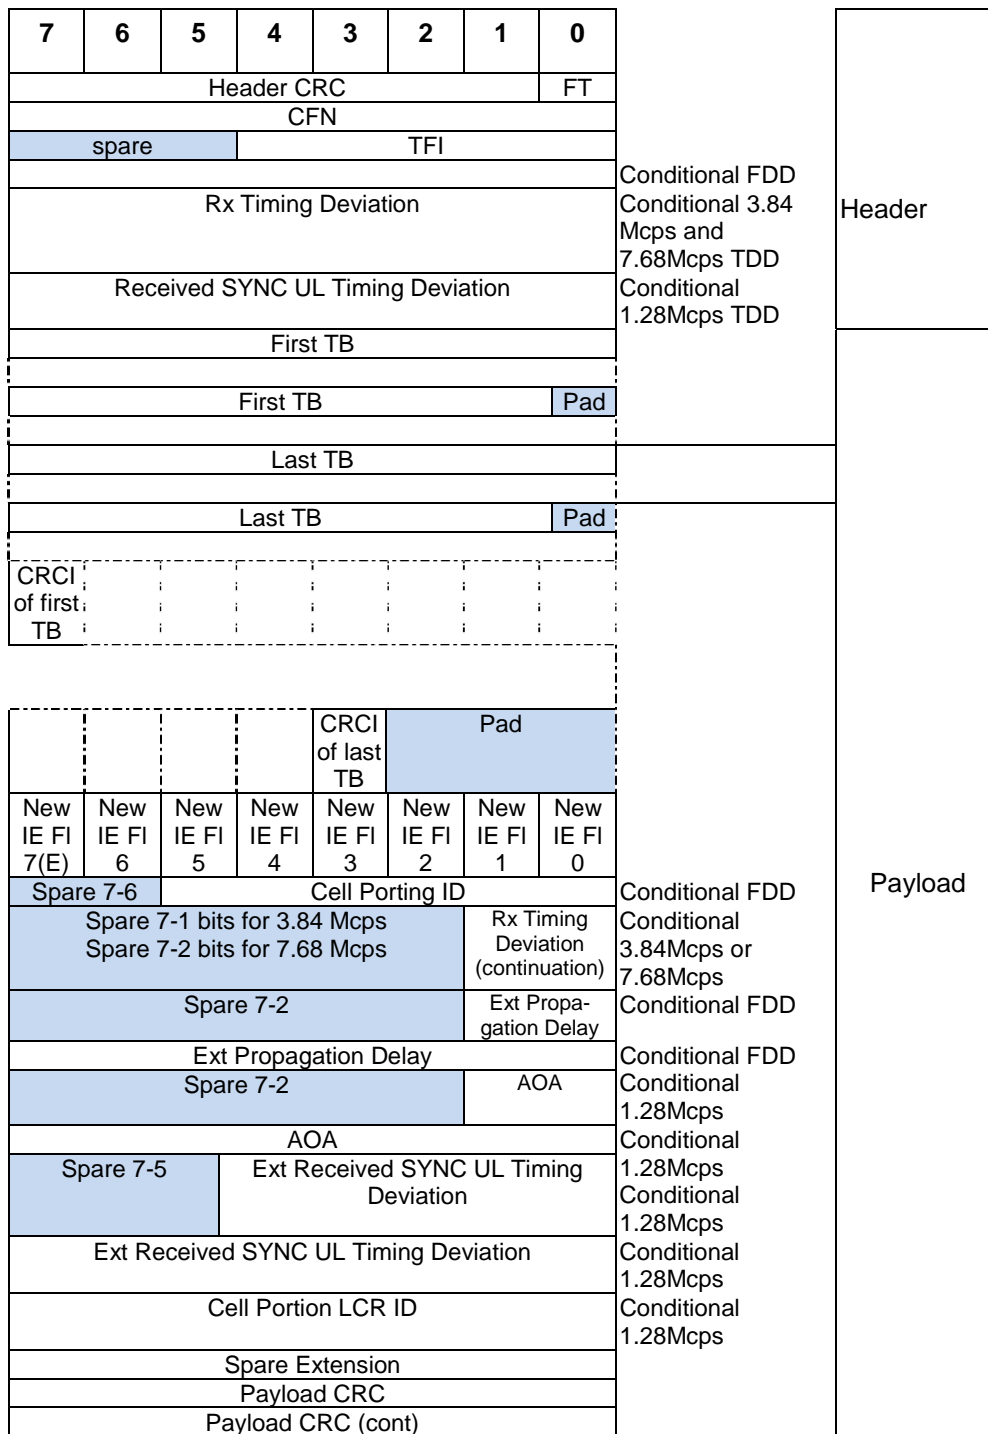 7 6 5 4 3 2 1 0
Header CRC FT
CFN
spare TFI
Conditional FDD
Rx Timing Deviation
Conditional 3.84
Mcps and
7.68Mcps TDD
Header
Received SYNC UL Timing Deviation
Conditional
1.28Mcps TDD
First TB
First TB Pad
Last TB
Last TB Pad
CRCI
of first
TB
CRCI
of last
TB
Pad
New
IE Fl
7(E)
New
IE Fl
6
New
IE Fl
5
New
IE Fl
4
New
IE Fl
3
New
IE Fl
2
New
IE Fl
1
New
IE Fl
0
Payload
Spare 7-6 Cell Porting ID Conditional FDD
Spare 7-1 bits for 3.84 Mcps
Spare 7-2 bits for 7.68 Mcps
Rx Timing
Deviation
(continuation)
Conditional
3.84Mcps or
7.68Mcps
Spare 7-2
Ext Propa-
gation Delay
Conditional FDD
Ext Propagation Delay Conditional FDD
Spare 7-2 AOA
Conditional
1.28Mcps
AOA
Conditional
1.28Mcps
Spare 7-5
Ext Received SYNC UL Timing
Deviation
Conditional
1.28Mcps
Ext Received SYNC UL Timing Deviation
Conditional
1.28Mcps
Cell Portion LCR ID
Conditional
1.28Mcps
Spare Extension
Payload CRC
Payload CRC (cont)